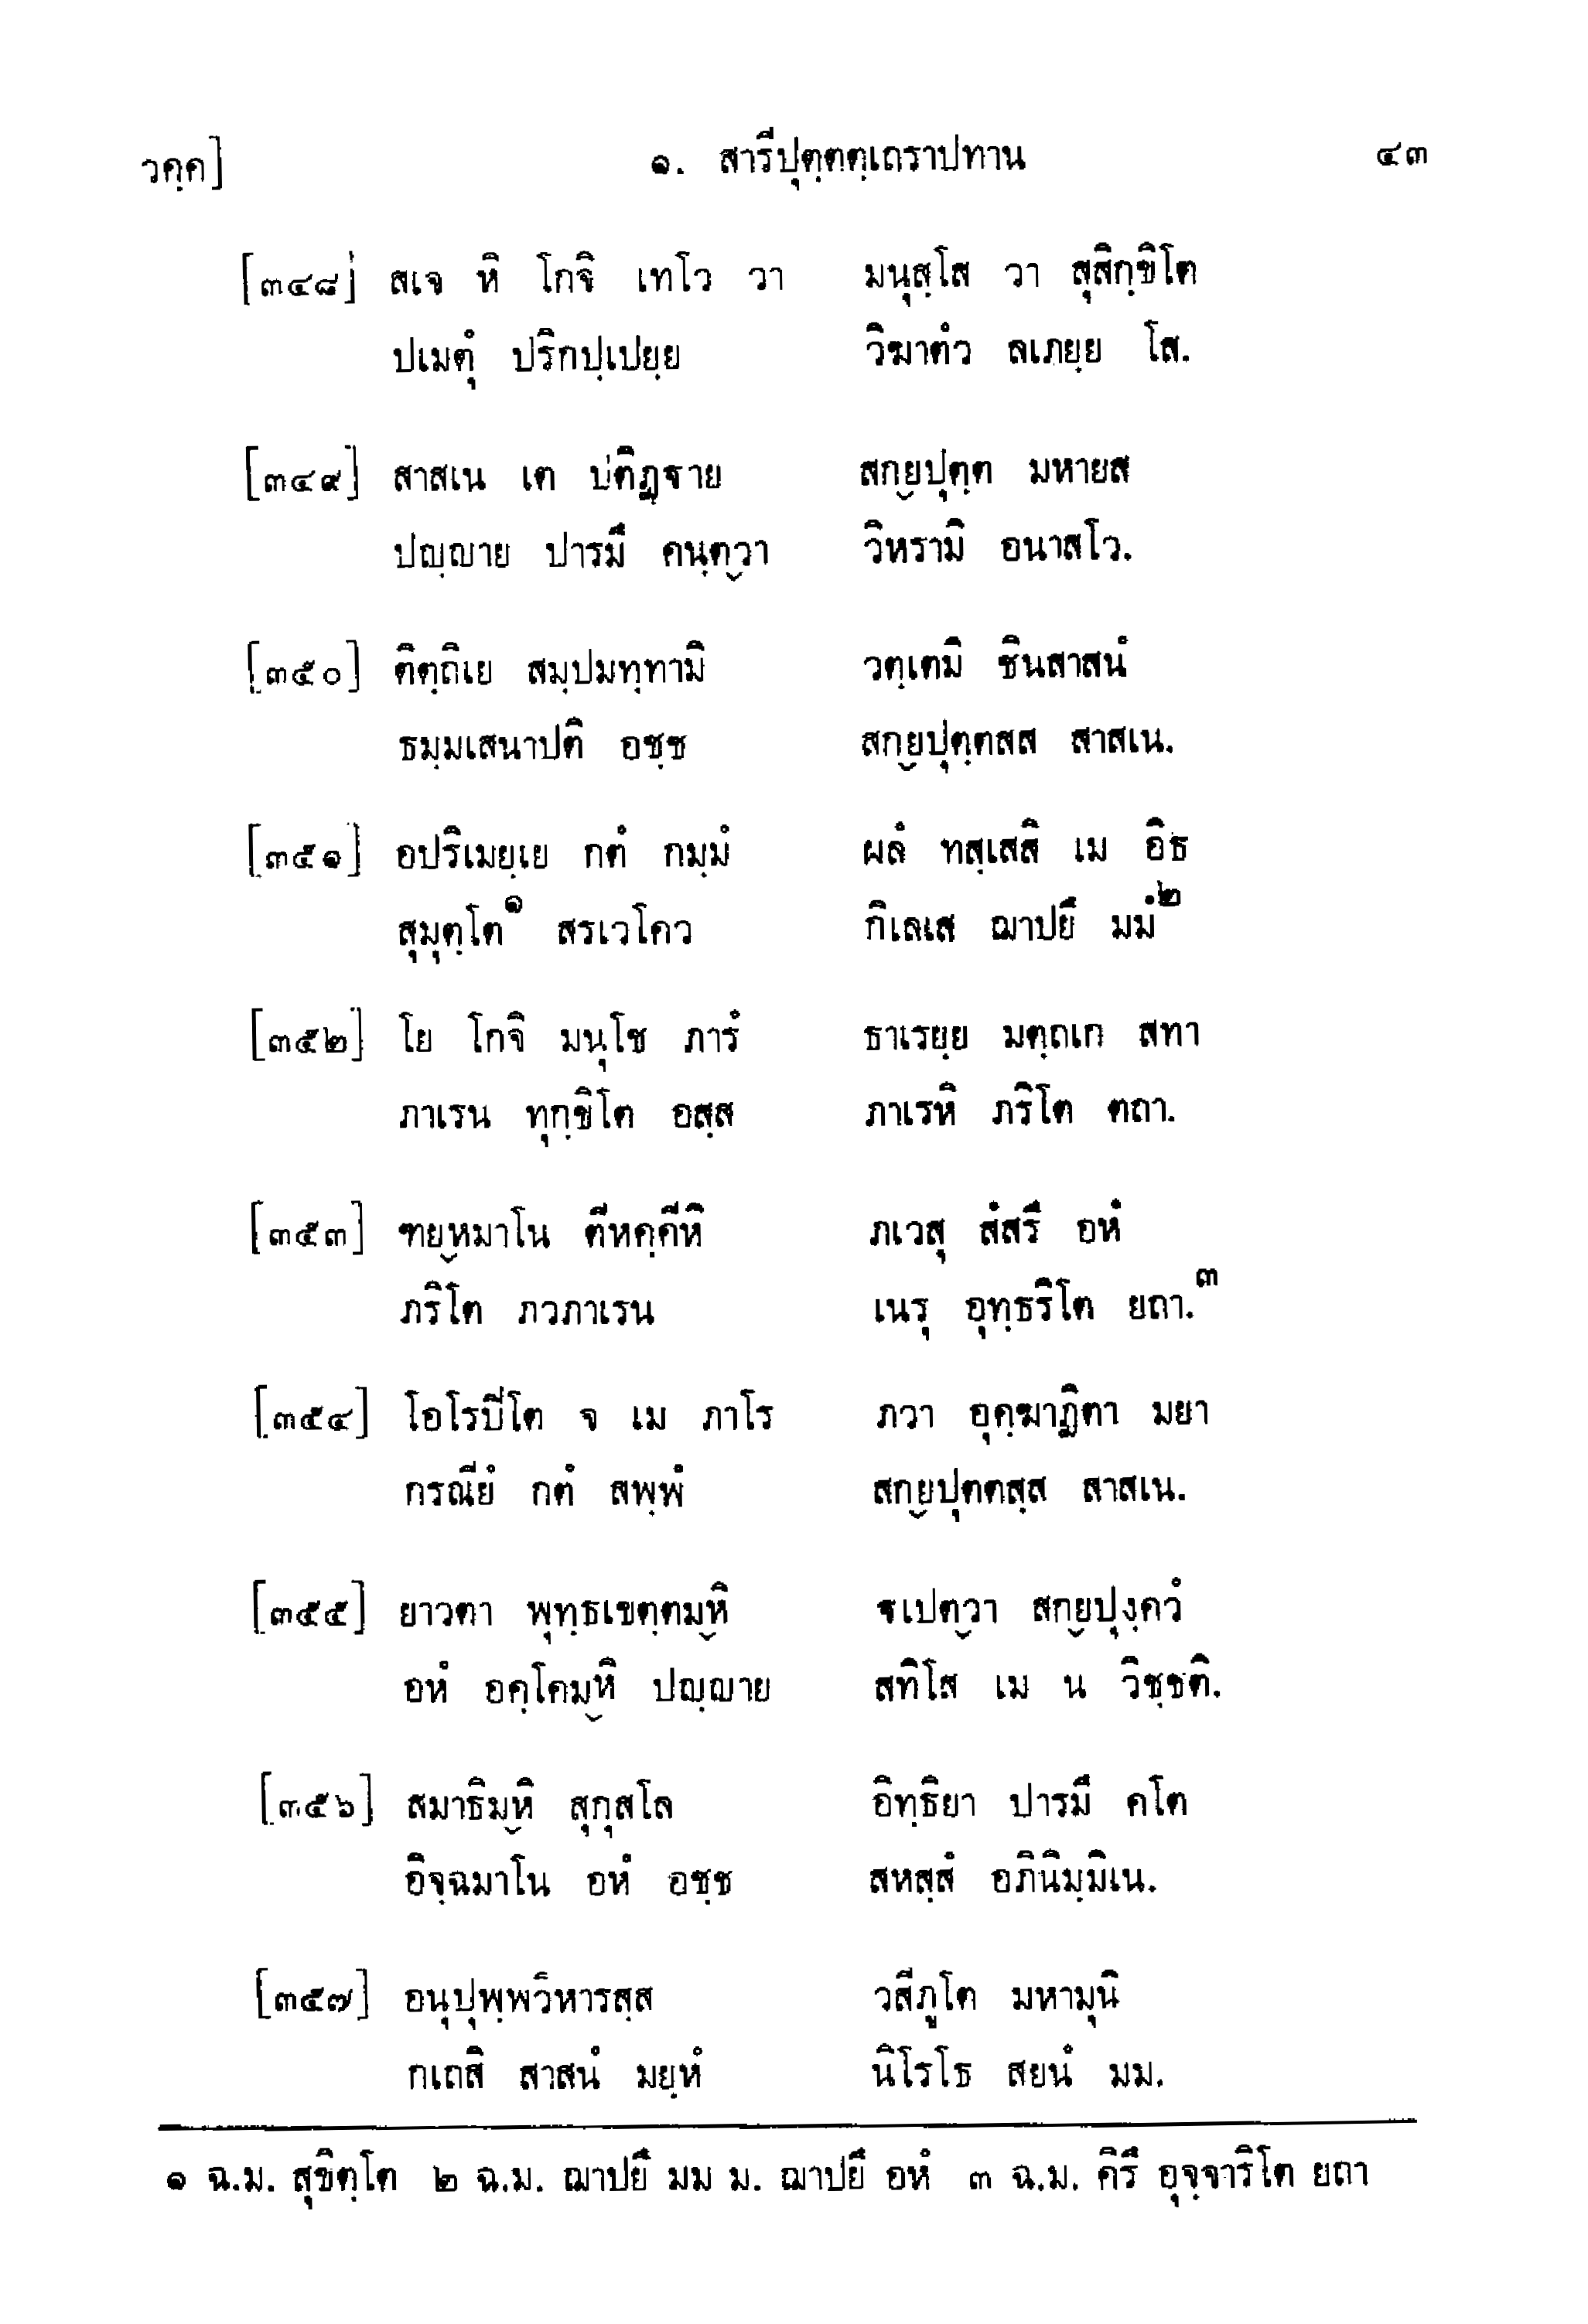 วคฺค] ๑. สารีปุตฺตตฺเถราปทาน ๔๓
[๓๔๘] สเจ หิ โกจิ เทโว วา มนุสฺโส วา สุสิกฺขิโต
ปเมตุํ ปริกปฺเปยฺย วิฆาตํว ลเภยฺย โส.
[๓๔๙] สาสเน เต ปติฏฺฐาย สกฺยปุตฺต มหายส
ปญฺญาย ปารมึ คนฺตฺวา วิหรามิ อนาสโว.
[๓๕๐] ติตฺถิเย สมฺปมทฺทามิ วตฺเตมิ ชินสาสนํ
ธมฺมเสนาปติ อชฺช สกฺยปุตฺตสส สาสเน.
[๓๕๑] อปริเมยฺเย กตํ กมฺมํ ผลํ ทสฺเสสิ เม อิธ
สุมุตฺโต๑ สรเวโคว กิเลเส ฌาปยึ มมํ๒
[๓๕๒] โย โกจิ มนุโช ภารํ ธาเรยฺย มตฺถเก สทา
ภาเรน ทุกฺขิโต อสฺส ภาเรหิ ภริโต ตถา.
[๓๕๓] ฑยฺหมาโน ตีหคฺคีหิ ภเวสุ สํสรึ อหํ
ภริโต ภวภาเรน เนรุ อุทฺธริโต ยถา.๓
[๓๕๔] โอโรปิโต จ เม ภาโร ภวา อุคฺฆาฏิตา มยา
กรณียํ กตํ สพฺพํ สกฺยปุตตสฺส สาสเน.
[๓๕๕] ยาวตา พุทฺธเขตฺตมฺหิ ฐเปตฺวา สกฺยปุงฺควํ
อหํ อคฺโคมฺหิ ปญฺญาย สทิโส เม น วิชฺชติ.
[๓๕๖] สมาธิมฺหิ สุกุสโล อิทฺธิยา ปารมึ คโต
อิจฺฉมาโน อหํ อชฺช สหสฺสํ อภินิมฺมิเน.
[๓๕๗] อนุปุพฺพวิหารสฺส วสีภูโต มหามุนิ
กเถสิ สาสนํ มยฺหํ นิโรโธ สยนํ มม.
๑ ฉ.ม. สุขิตฺโต ๒ ฉ.ม. ฌาปยึ มม ม. ฌาปยึ อหํ ๓ ฉ.ม. คิรึ อุจฺจาริโต ยถา